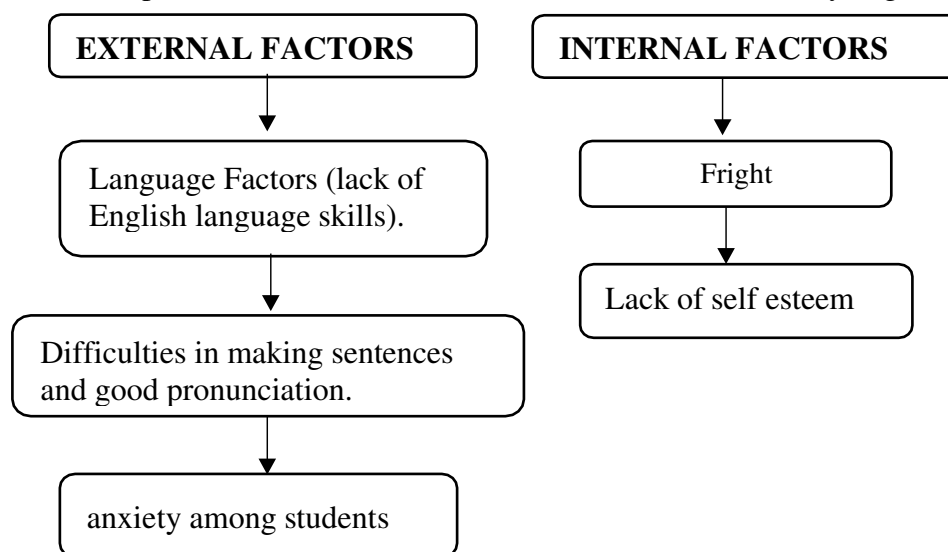 EXTERNAL FACTORS
Language Factors (lack of
English language skills).
Difficulties in making sentences
and good pronunciation.
anxiety among students
INTERNAL FACTORS
Fright
Lack of self esteem